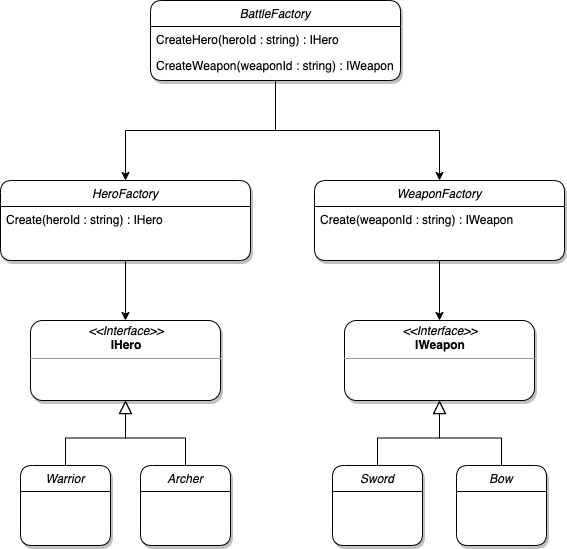 BattleFactory
CreateHero(heroId : string) : IHero
CreateWeapon(weaponId : string) : IWeapon
HeroFactory
Create(heroId : string) : IHero
WeaponFactory
Create(weaponId : string) : IWeapon
<<Interface>>
IHero
<<Interface>>
IWeapon
Warrior
Archer
Sword
Bow